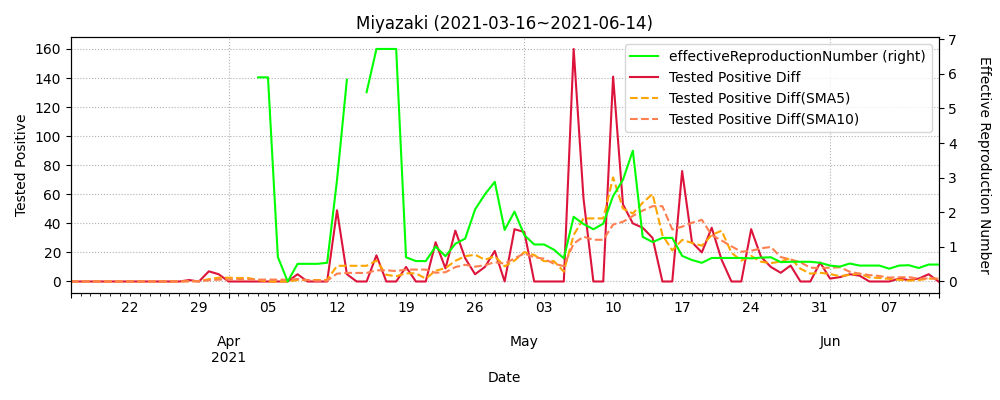 Miyazaki (2021-03-16~2021-06-14)
effectiveReproductionNumber (right)
Tested Positive Diff
Tested Positive Diff(SMA5)
Tested Positive Diff(SMA10)
Tested Positive
160
140
120
100
80
60
40
20
0
Effective Reproduction Number
7
6
5
4
3
2
1
0
22 29 05 12 19 26 03 10 17 24 31 07
Apr May Jun
2021
Date